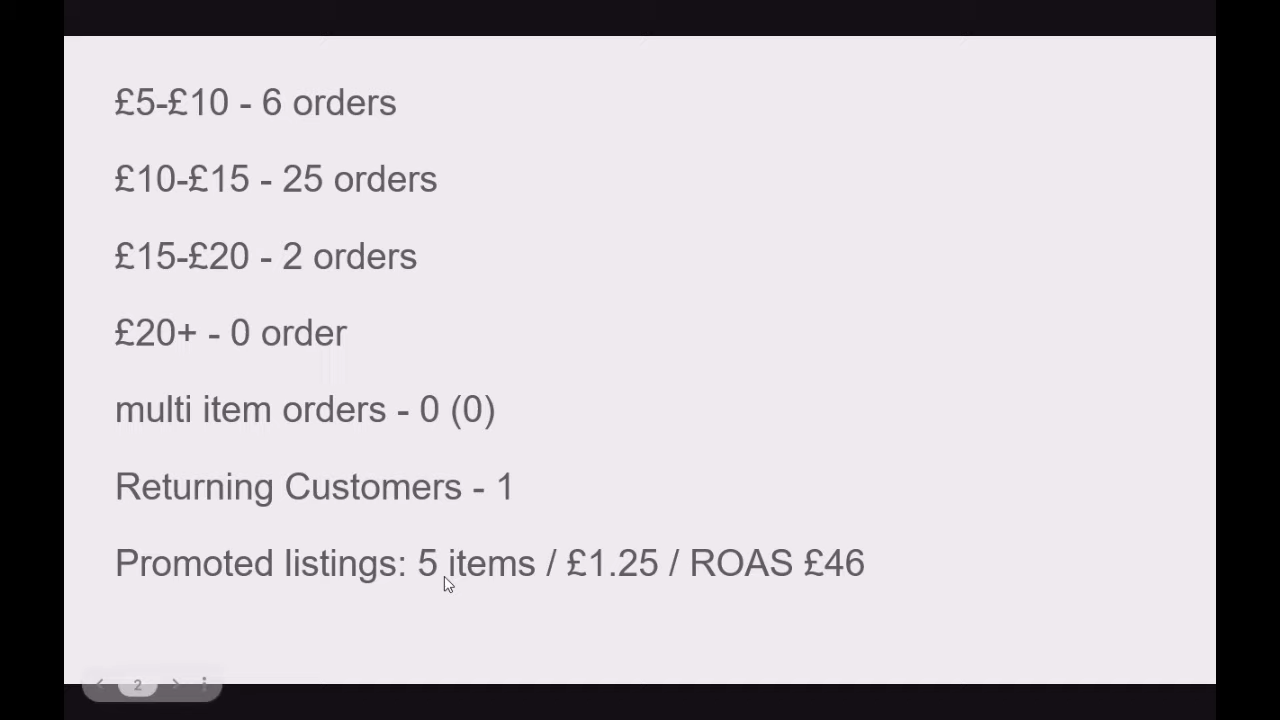 £5-£10 - 6 orders
£10-£15 - 25 orders
£15-£20 - 2 orders
£20+ - 0 order
multi item orders - 0 (0)
Returning Customers - 1
Promoted listings: 5 items / £1.25 / ROAS £46
2